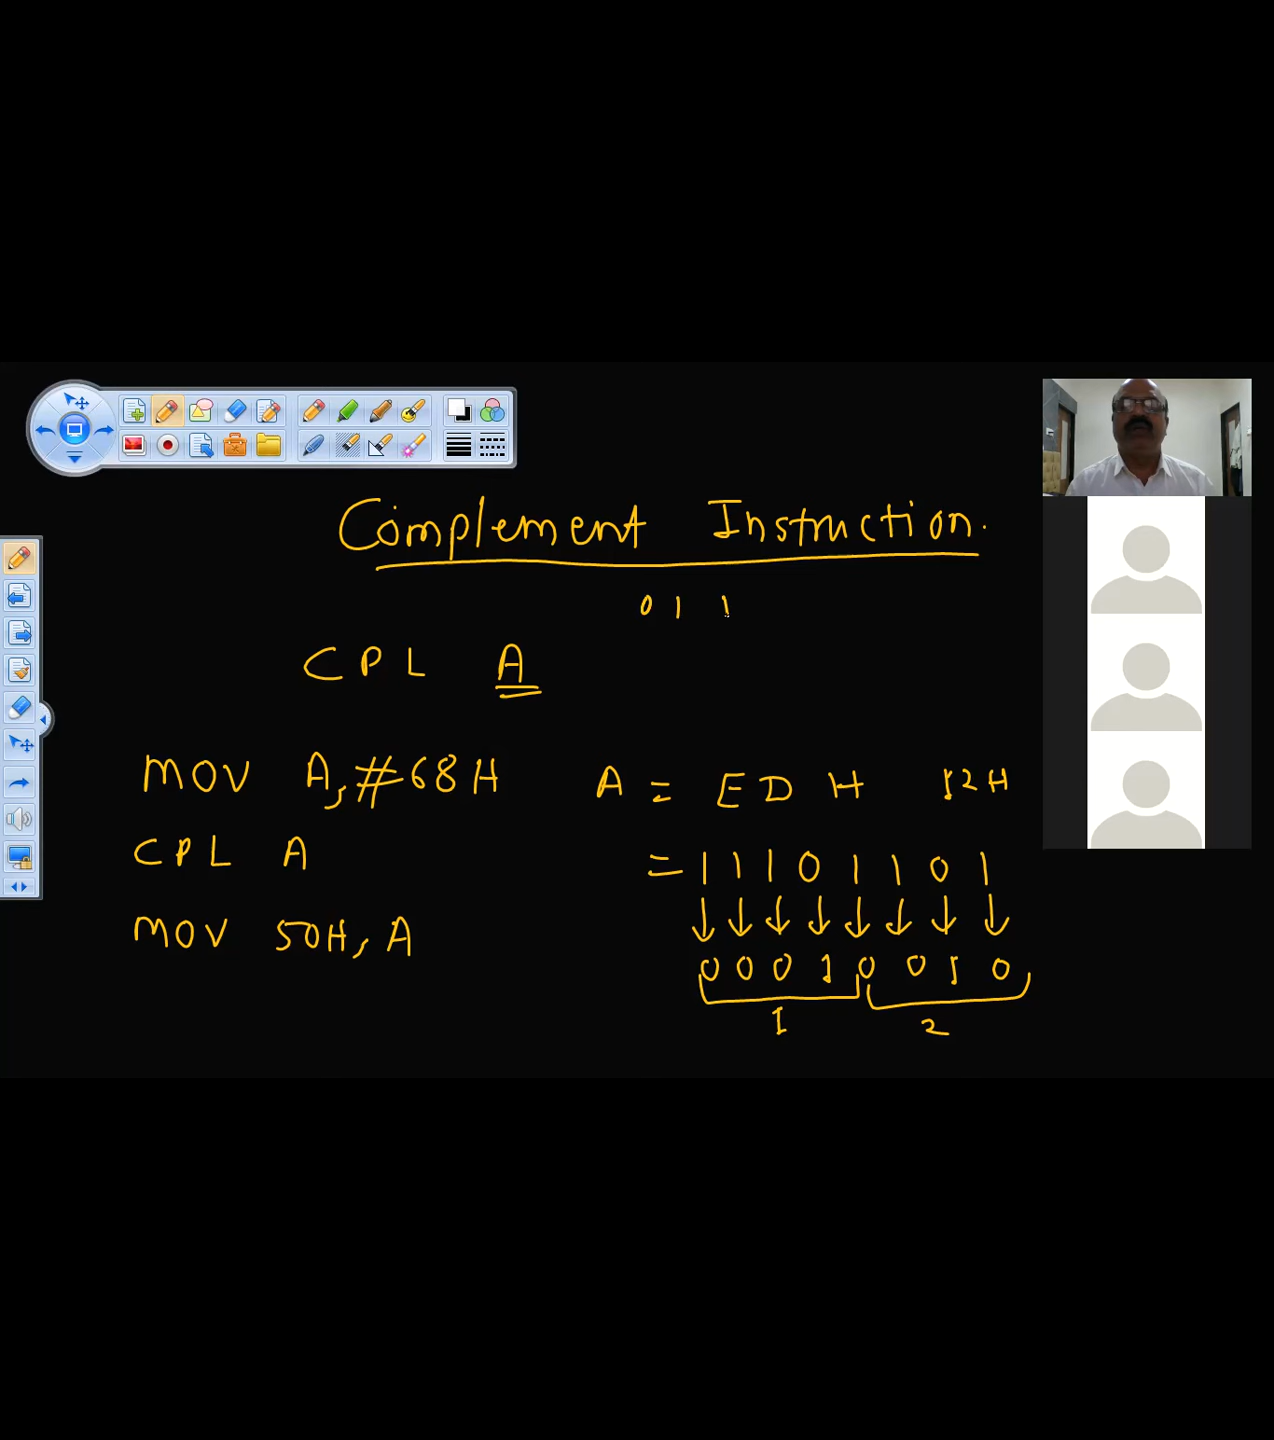 Complement Instruction.
0 1 1
CPL A
MOV A, #68H
CPL A
MOV 50H, A
A = EDH 12H
= 1 1 1 0 1 1 0 1
0 0 0 1 0 0 1 0
1 2